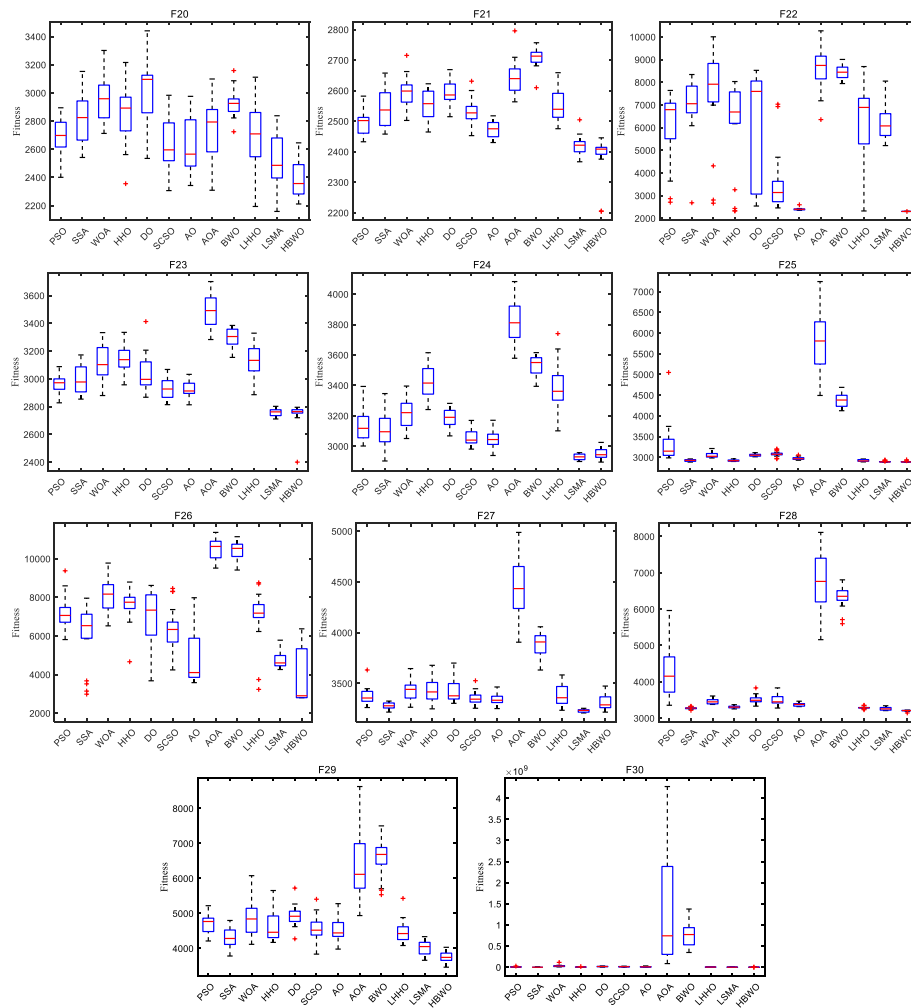 F20
Fitness
3400
3200
3000
2800
2600
2400
2200
PSO SSA WOA HHO DO SCSO AO AOA BWO LHHO LSMA HBWO
F21
Fitness
2800
2700
2600
2500
2400
2300
2200
PSO SSA WOA HHO DO SCSO AO AOA BWO LHHO LSMA HBWO
F22
Fitness
10000
9000
8000
7000
6000
5000
4000
3000
2000
PSO SSA WOA HHO DO SCSO AO AOA BWO LHHO LSMA HBWO
F23
Fitness
3600
3400
3200
3000
2800
2600
2400
PSO SSA WOA HHO DO SCSO AO AOA BWO LHHO LSMA HBWO
F24
Fitness
4000
3800
3600
3400
3200
3000
PSO SSA WOA HHO DO SCSO AO AOA BWO LHHO LSMA HBWO
F25
Fitness
7000
6500
6000
5500
5000
4500
4000
3500
3000
PSO SSA WOA HHO DO SCSO AO AOA BWO LHHO LSMA HBWO
F26
Fitness
10000
8000
6000
4000
2000
PSO SSA WOA HHO DO SCSO AO AOA BWO LHHO LSMA HBWO
F27
Fitness
5000
4500
4000
3500
PSO SSA WOA HHO DO SCSO AO AOA BWO LHHO LSMA HBWO
F28
Fitness
8000
7000
6000
5000
4000
3000
PSO SSA WOA HHO DO SCSO AO AOA BWO LHHO LSMA HBWO
F29
Fitness
8000
7000
6000
5000
4000
PSO SSA WOA HHO DO SCSO AO AOA BWO LHHO LSMA HBWO
F30
×10^9
Fitness
4
3.5
3
2.5
2
1.5
1
0.5
0
PSO SSA WOA HHO DO SCSO AO AOA BWO LHHO LSMA HBWO